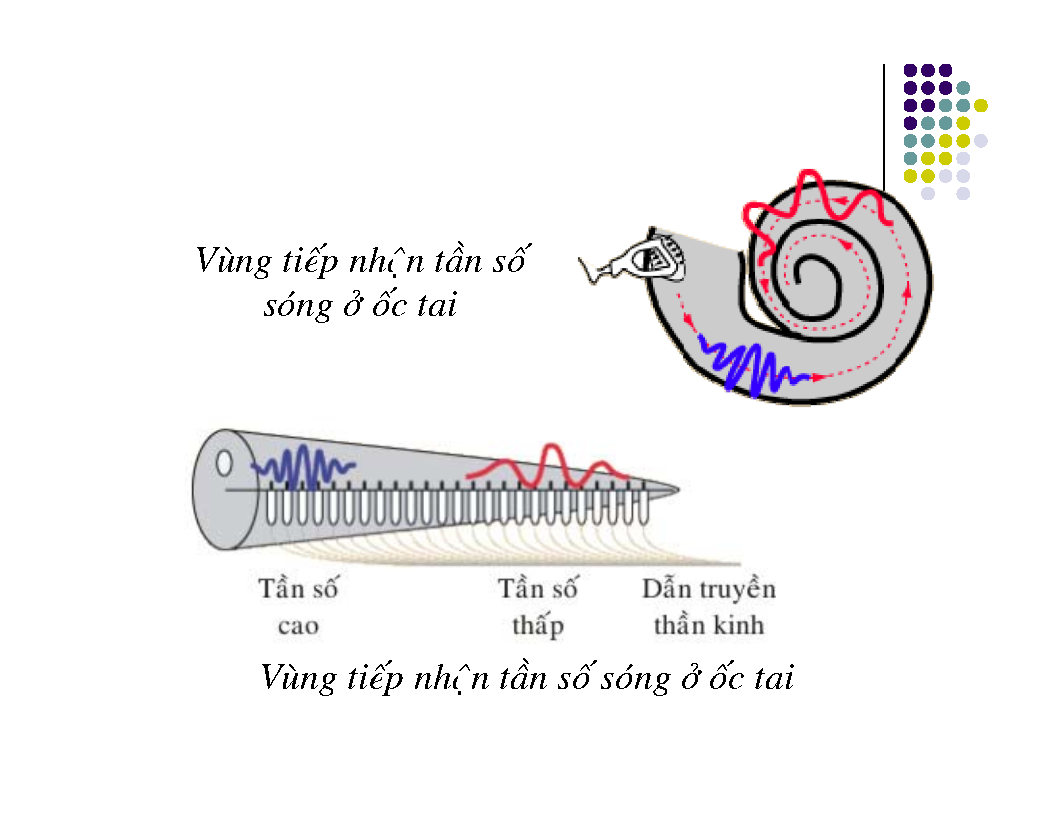 Vùng tiếp nhận tần số
sóng ở ốc tai
Tần số
cao
Tần số
thấp
Dẫn truyền
thần kinh
Vùng tiếp nhận tần số sóng ở ốc tai